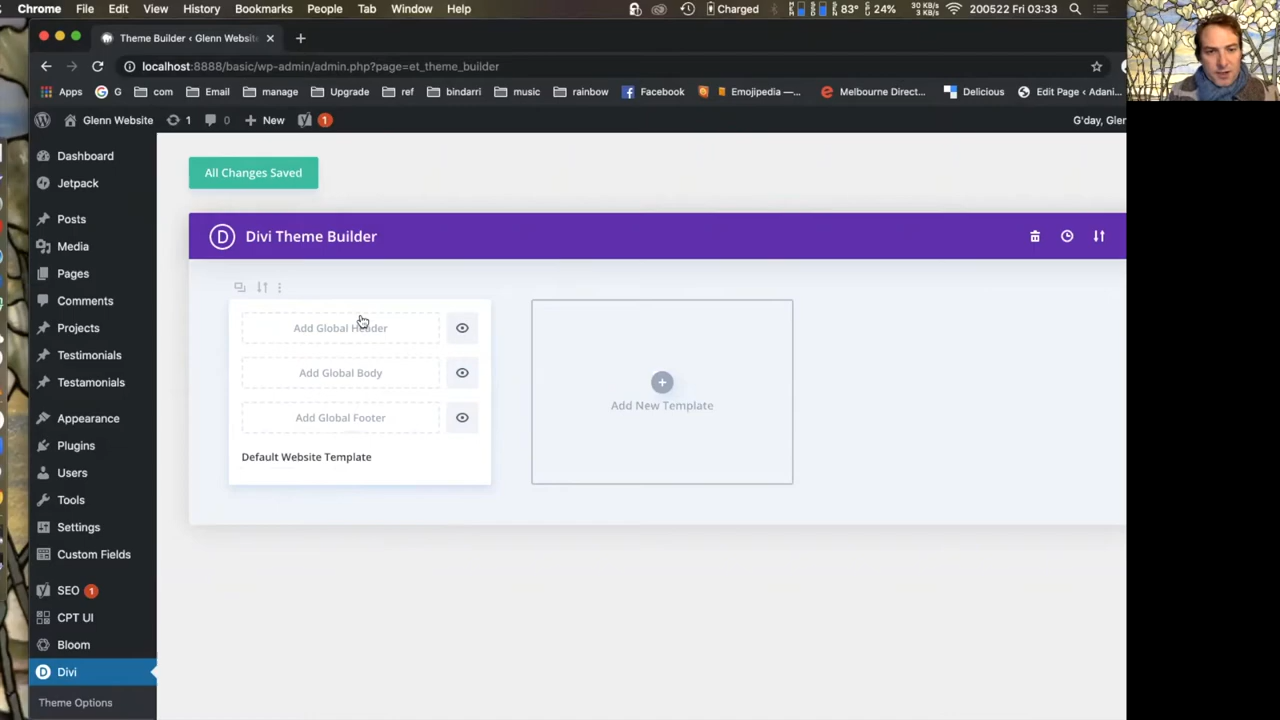 Chrome File Edit View History Bookmarks People Tab Window Help Charged 83° 24% 30 KB/s 3 KB/s 200522 Fri 03:33
Theme Builder ‹ Glenn Website
localhost:8888/basic/wp-admin/admin.php?page=et_theme_builder
Apps G com Email manage Upgrade ref bindarri music rainbow Facebook Emojipedia —... Melbourne Direct... Delicious Edit Page ‹ Adani...
Glenn Website 1 0 New 1 G'day, Glen
Dashboard
Jetpack
Posts
Media
Pages
Comments
Projects
Testimonials
Testamonials
Appearance
Plugins
Users
Tools
Settings
Custom Fields
SEO 1
CPT UI
Bloom
Divi
Theme Options
All Changes Saved
D Divi Theme Builder
Add Global Header
Add Global Body
Add Global Footer
Default Website Template
Add New Template